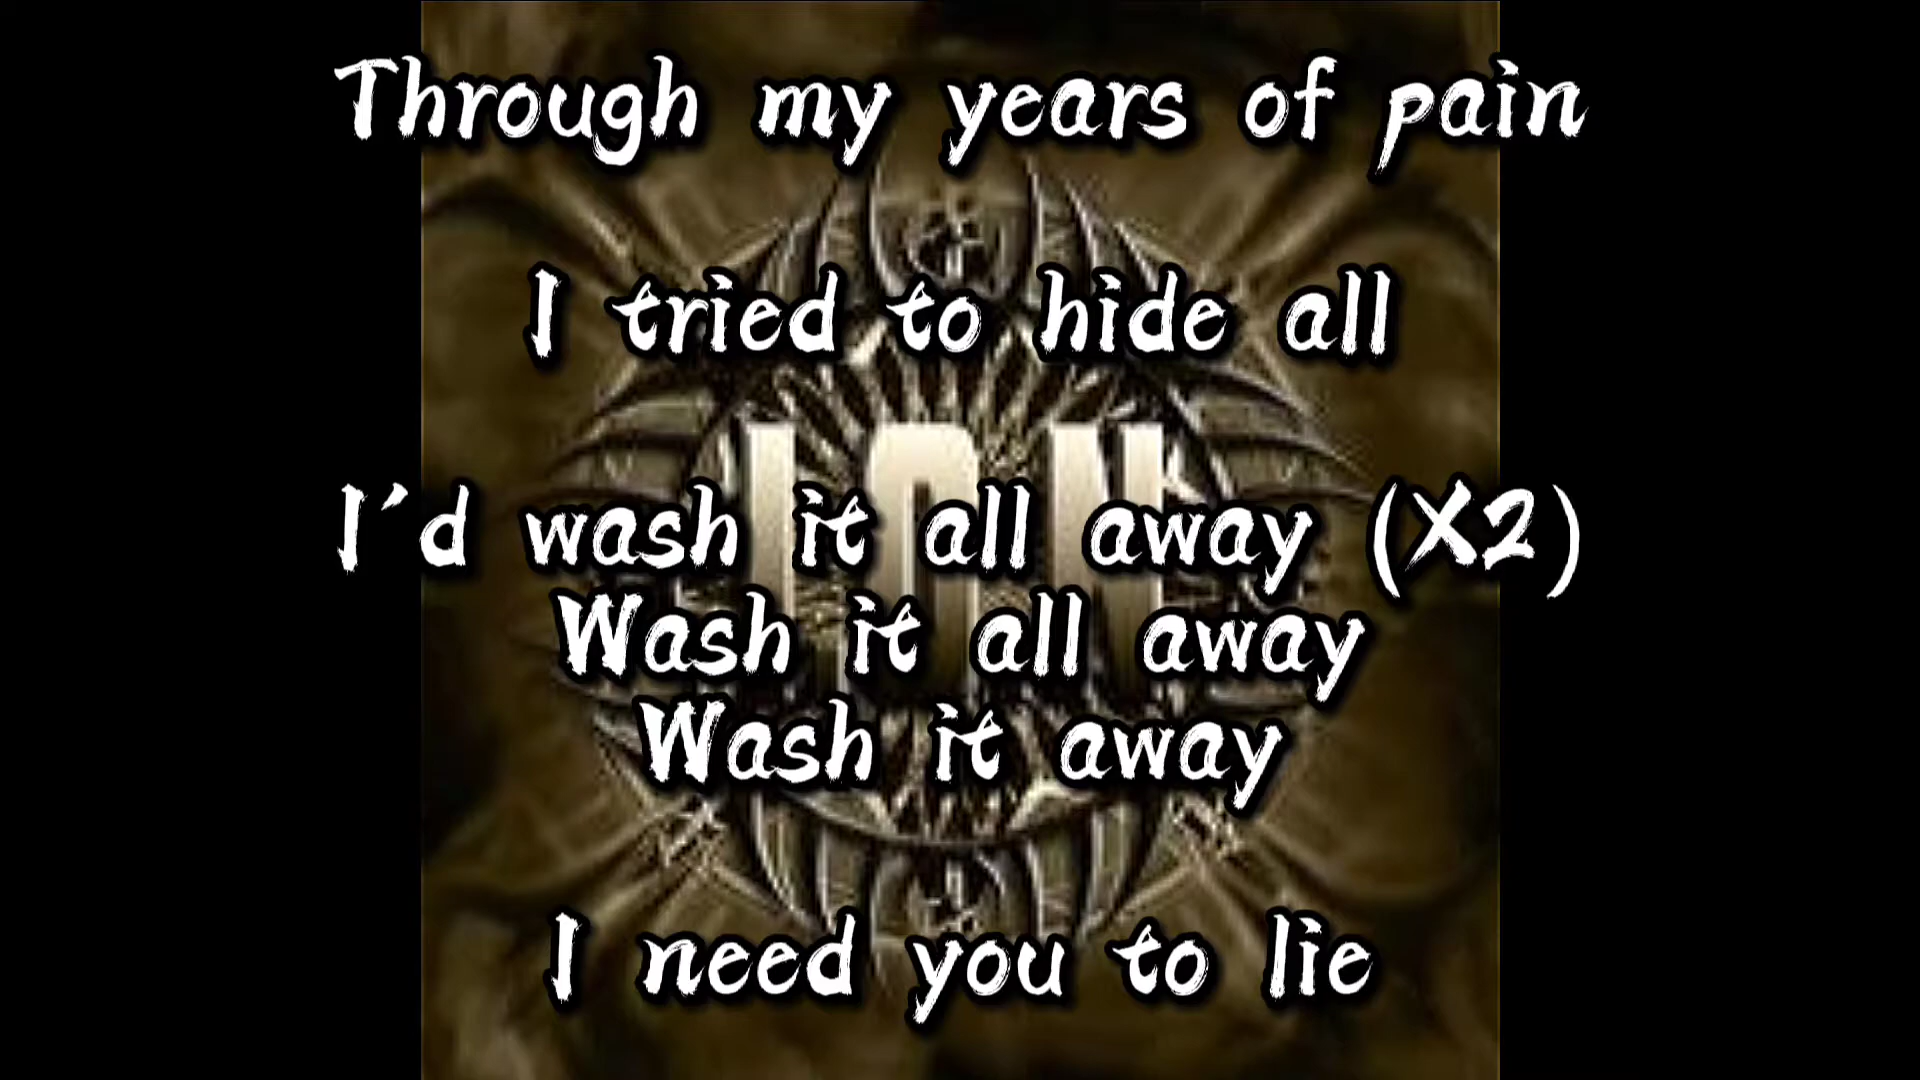 Through my years of pain
I tried to hide all
I'd wash it all away (X2)
Wash it all away
Wash it away
I need you to lie